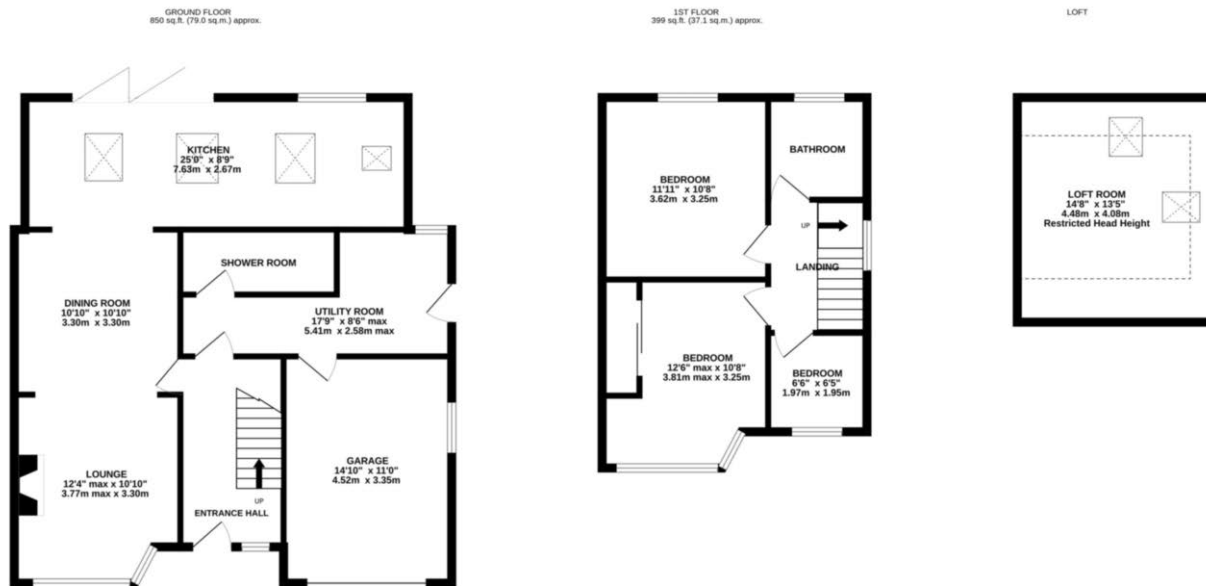 GROUND FLOOR
850 sq.ft. (79.0 sq.m.) approx.
KITCHEN
25'0" x 8'9"
7.63m x 2.67m
SHOWER ROOM
DINING ROOM
10'10" x 10'10"
3.30m x 3.30m
UTILITY ROOM
17'9" x 8'6" max
5.41m x 2.58m max
LOUNGE
12'4" max x 10'10"
3.77m max x 3.30m
GARAGE
14'10" x 11'0"
4.52m x 3.35m
UP
ENTRANCE HALL
1ST FLOOR
399 sq.ft. (37.1 sq.m.) approx.
BATHROOM
BEDROOM
11'11" x 10'8"
3.62m x 3.25m
UP
LANDING
BEDROOM
12'6" max x 10'8"
3.81m max x 3.25m
BEDROOM
6'6" x 6'5"
1.97m x 1.95m
LOFT
LOFT ROOM
14'8" x 13'5"
4.48m x 4.08m
Restricted Head Height